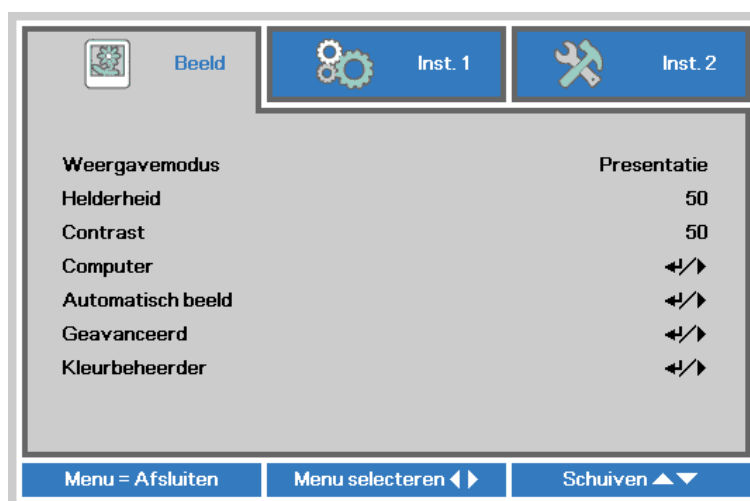 Beeld Inst. 1 Inst. 2
Weergavemodus Presentatie
Helderheid 50
Contrast 50
Computer ↵/▶
Automatisch beeld ↵/▶
Geavanceerd ↵/▶
Kleurbeheerder ↵/▶
Menu = Afsluiten Menu selecteren ◀ ▶ Schuiven ▲▼